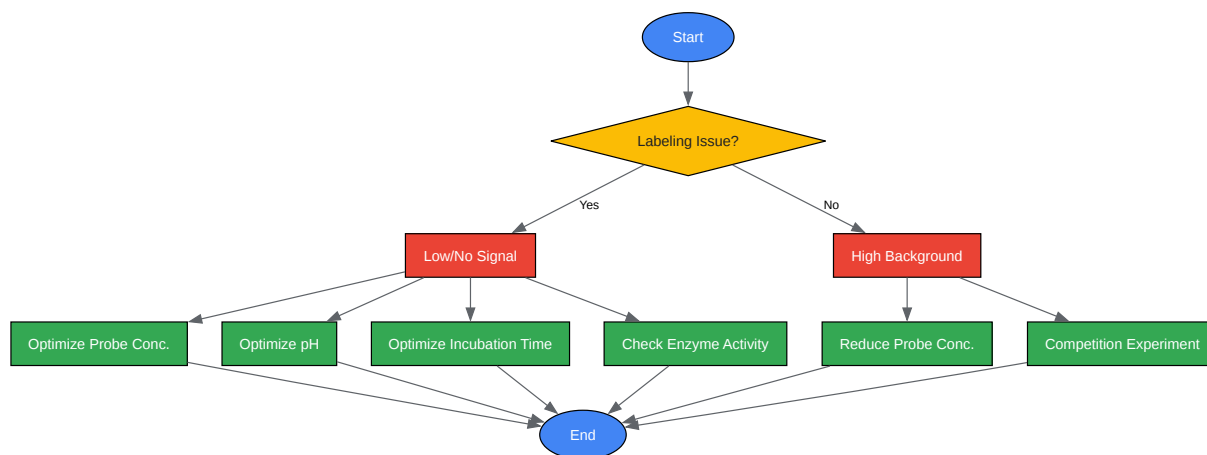 Start
Labeling Issue?
Yes
No
Low/No Signal
High Background
Optimize Probe Conc.
Optimize pH
Optimize Incubation Time
Check Enzyme Activity
Reduce Probe Conc.
Competition Experiment
End